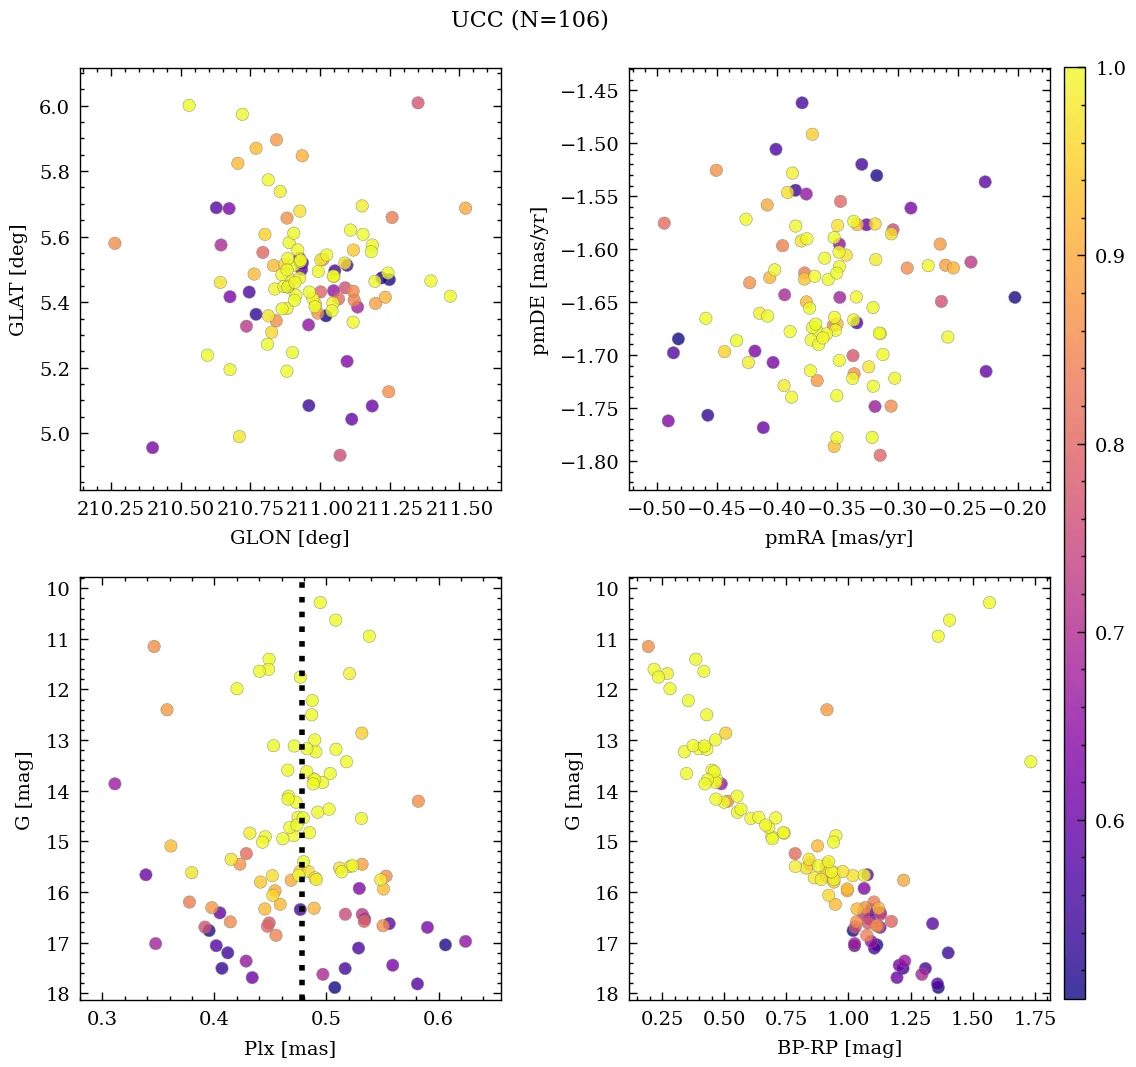 UCC (N=106)
6.0
5.8
5.6
5.4
5.2
5.0
GLAT [deg]
210.25 210.50 210.75 211.00 211.25 211.50
GLON [deg]
−1.45
−1.50
−1.55
−1.60
−1.65
−1.70
−1.75
−1.80
pmDE [mas/yr]
−0.50 −0.45 −0.40 −0.35 −0.30 −0.25 −0.20
pmRA [mas/yr]
10
11
12
13
14
15
16
17
18
G [mag]
0.3 0.4 0.5 0.6
Plx [mas]
10
11
12
13
14
15
16
17
18
G [mag]
0.25 0.50 0.75 1.00 1.25 1.50 1.75
BP-RP [mag]
1.0
0.9
0.8
0.7
0.6